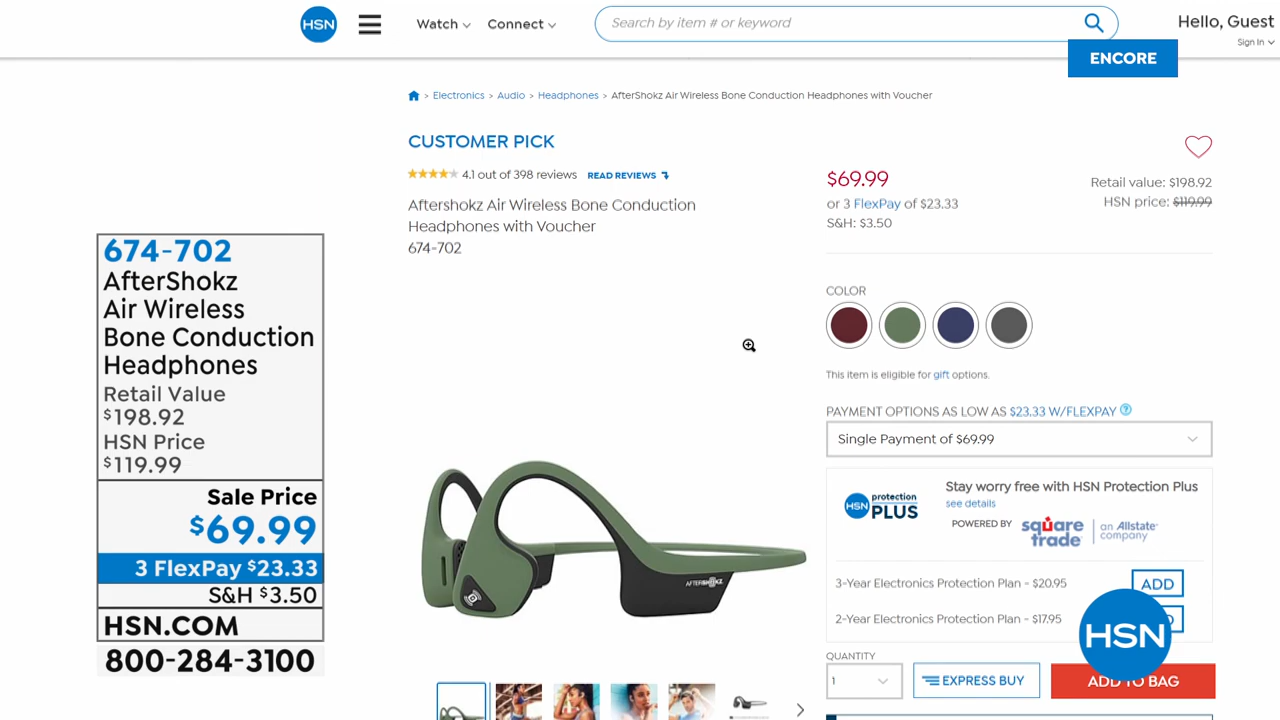 HSN
Watch
Connect
Search by item # or keyword
Hello, Guest
Sign In
ENCORE
> Electronics > Audio > Headphones > AfterShokz Air Wireless Bone Conduction Headphones with Voucher
CUSTOMER PICK
4.1 out of 398 reviews
READ REVIEWS
Aftershokz Air Wireless Bone Conduction
Headphones with Voucher
674-702
$69.99
or 3 FlexPay of $23.33
S&H: $3.50
Retail value: $198.92
HSN price: $119.99
COLOR
This item is eligible for gift options.
PAYMENT OPTIONS AS LOW AS $23.33 W/FLEXPAY ?
Single Payment of $69.99
HSN protection PLUS
Stay worry free with HSN Protection Plus
see details
POWERED BY
square trade
an Allstate company
3-Year Electronics Protection Plan - $20.95
ADD
2-Year Electronics Protection Plan - $17.95
HSN
QUANTITY
1
EXPRESS BUY
ADD TO BAG
AFTERSHOKZ
674-702
AfterShokz
Air Wireless
Bone Conduction
Headphones
Retail Value
$198.92
HSN Price
$119.99
Sale Price
$69.99
3 FlexPay $23.33
S&H $3.50
HSN.COM
800-284-3100